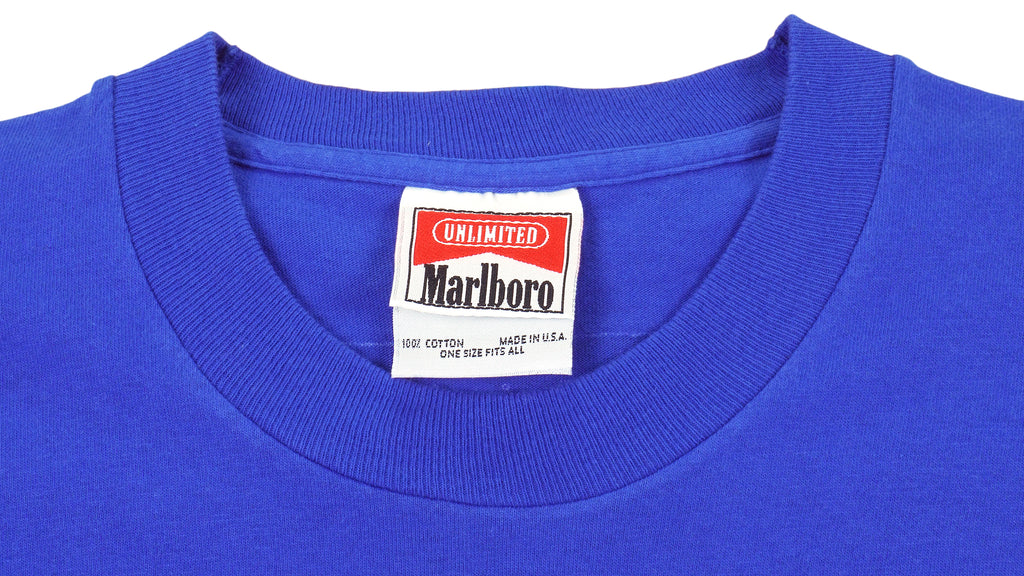 UNLIMITED
Marlboro
100% COTTON MADE IN U.S.A.
ONE SIZE FITS ALL